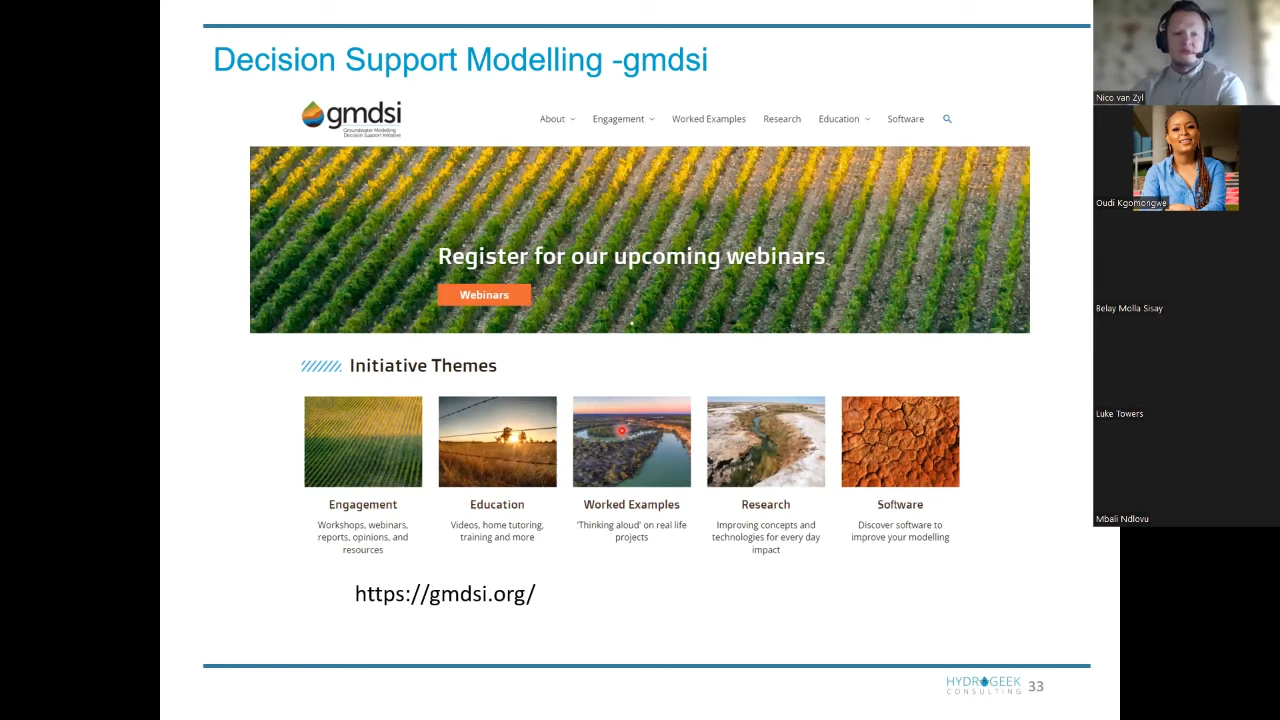 Decision Support Modelling -gmdsi
gmdsi
Groundwater Modelling
Decision Support Initiative
About
Engagement
Worked Examples
Research
Education
Software
Register for our upcoming webinars
Webinars
Initiative Themes
Engagement
Workshops, webinars,
reports, opinions, and
resources
Education
Videos, home tutoring,
training and more
Worked Examples
'Thinking aloud' on real life
projects
Research
Improving concepts and
technologies for every day
impact
Software
Discover software to
improve your modelling
https://gmdsi.org/
HYDROGEEK
CONSULTING
33
Nico van Zyl
Oudi Kgomongwe
Belay Molla Sisay
Luke Towers
Mbali Ndlovu